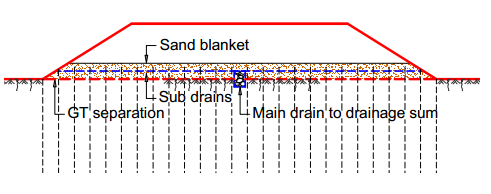 Sand blanket
Sub drains
GT separation
Main drain to drainage sum